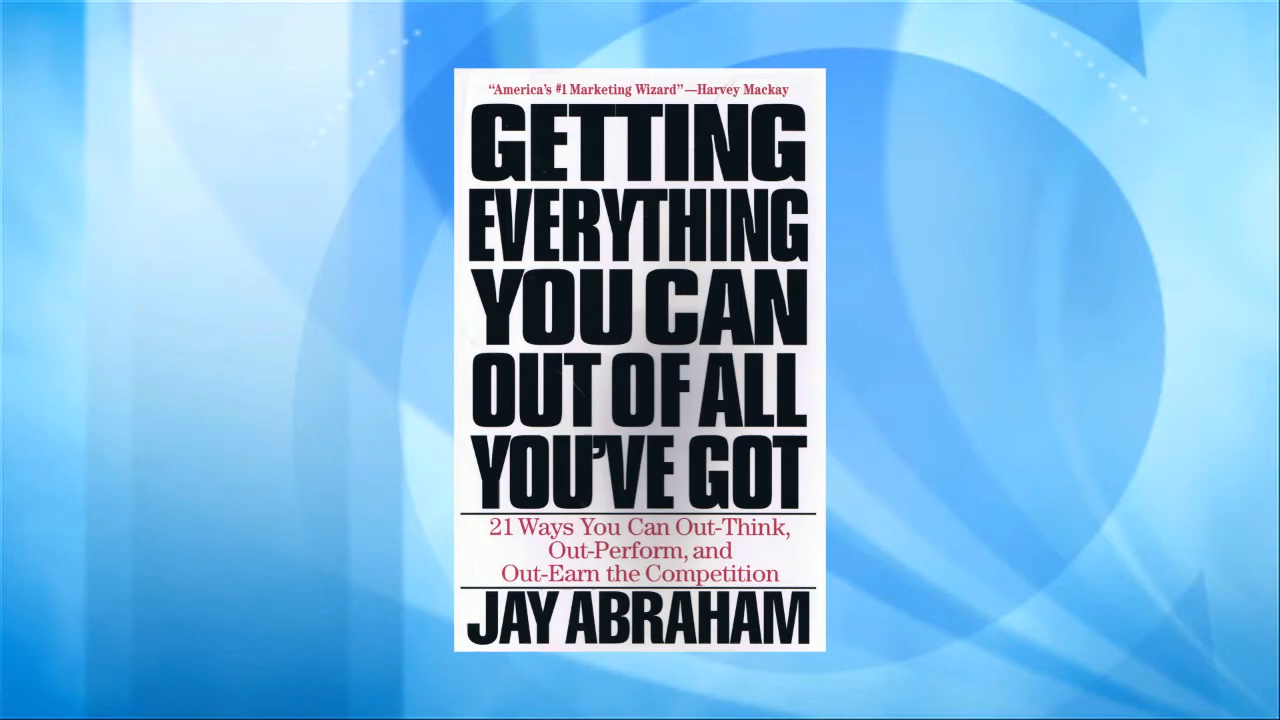 “America's #1 Marketing Wizard”—Harvey Mackay
GETTING
EVERYTHING
YOU CAN
OUT OF ALL
YOU'VE GOT
21 Ways You Can Out-Think,
Out-Perform, and
Out-Earn the Competition
JAY ABRAHAM